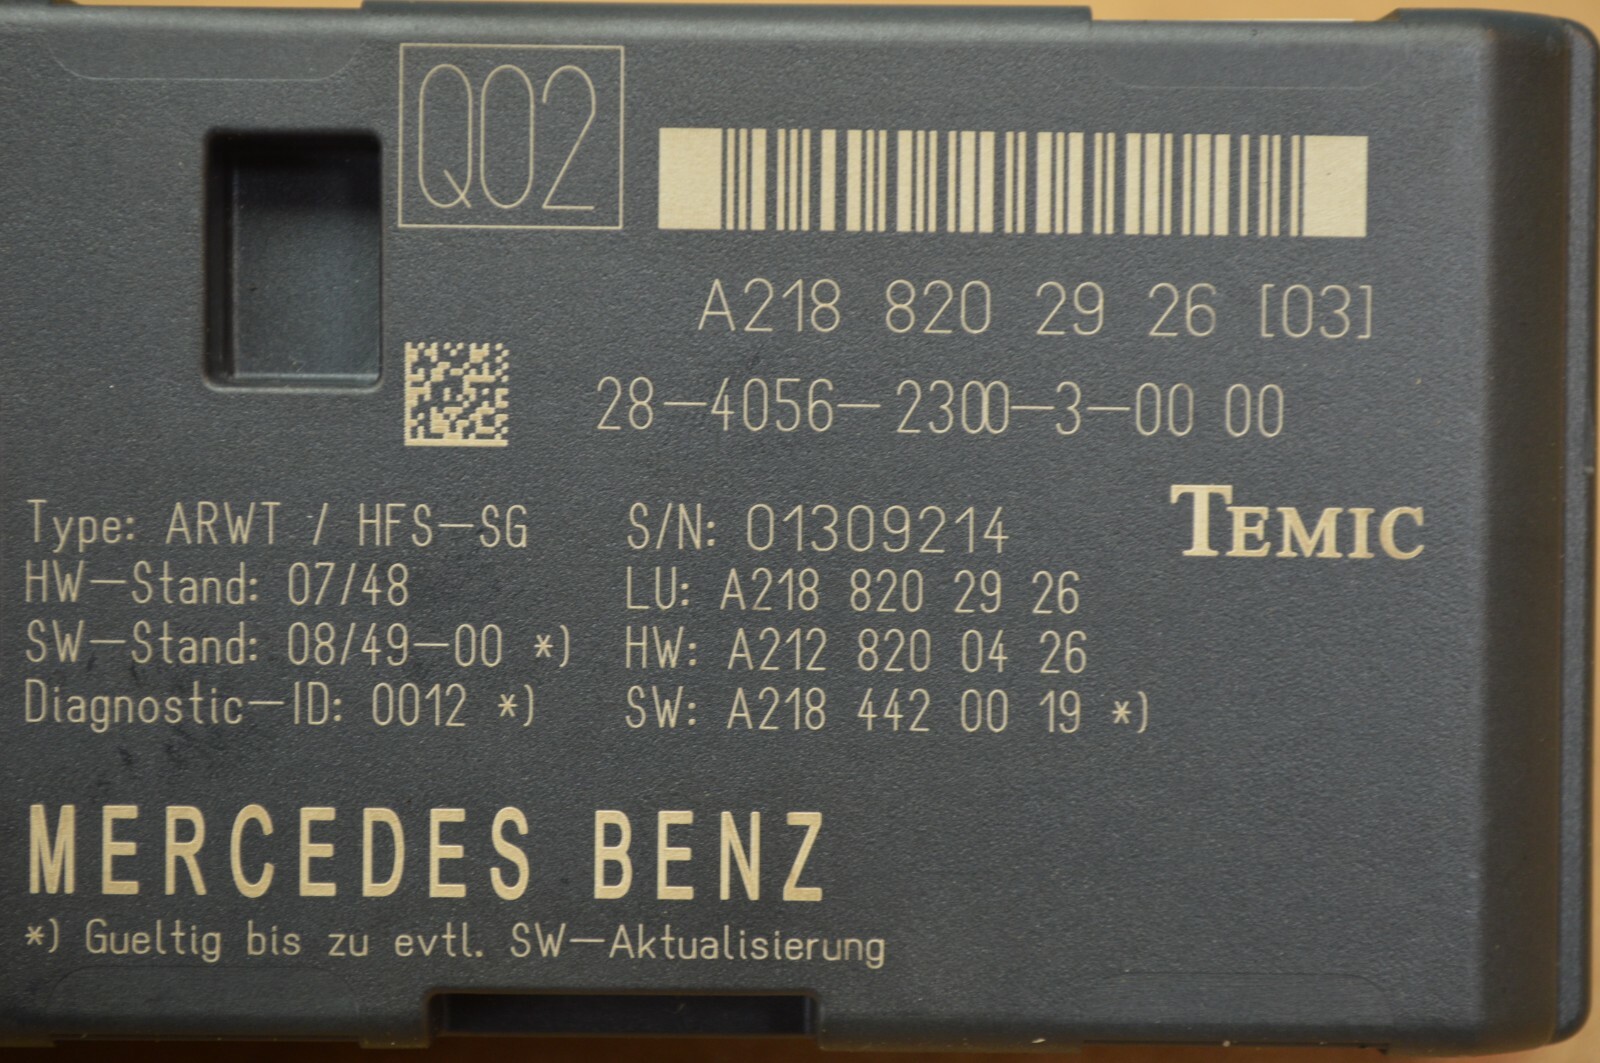 Q02
A218 820 29 26 [03]
28-4056-2300-3-00 00
TEMIC
Type: ARWT / HFS-SG
HW-Stand: 07/48
SW-Stand: 08/49-00 *)
Diagnostic-ID: 0012 *)
S/N: 01309214
LU: A218 820 29 26
HW: A212 820 04 26
SW: A218 442 00 19 *)
MERCEDES BENZ
*) Gueltig bis zu evtl. SW-Aktualisierung